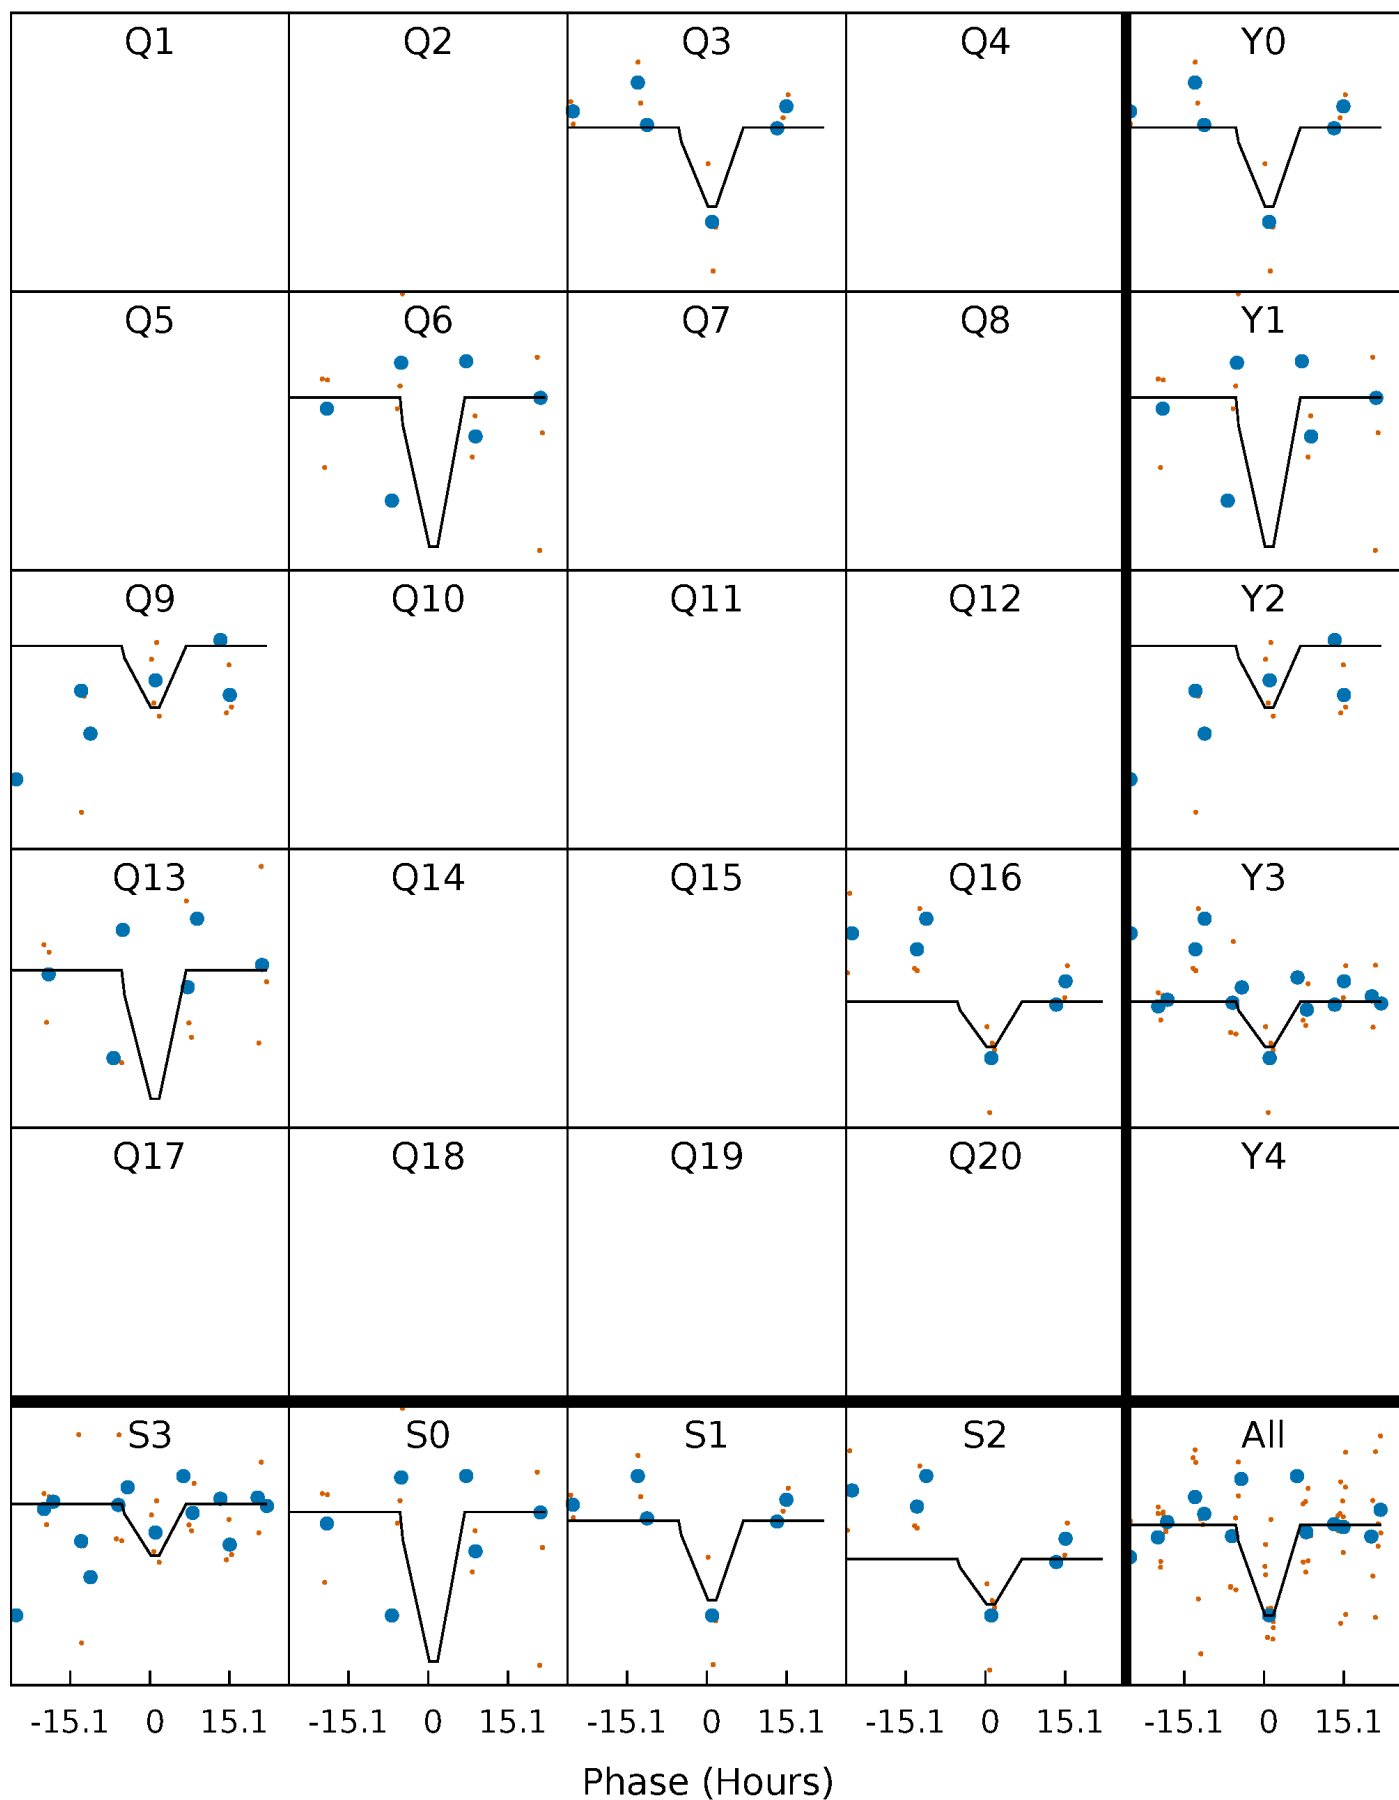 Q1 Q2 Q3 Q4 Y0
Q5 Q6 Q7 Q8 Y1
Q9 Q10 Q11 Q12 Y2
Q13 Q14 Q15 Q16 Y3
Q17 Q18 Q19 Q20 Y4
S3 S0 S1 S2 All
-15.1 0 15.1 -15.1 0 15.1 -15.1 0 15.1 -15.1 0 15.1 -15.1 0 15.1
Phase (Hours)